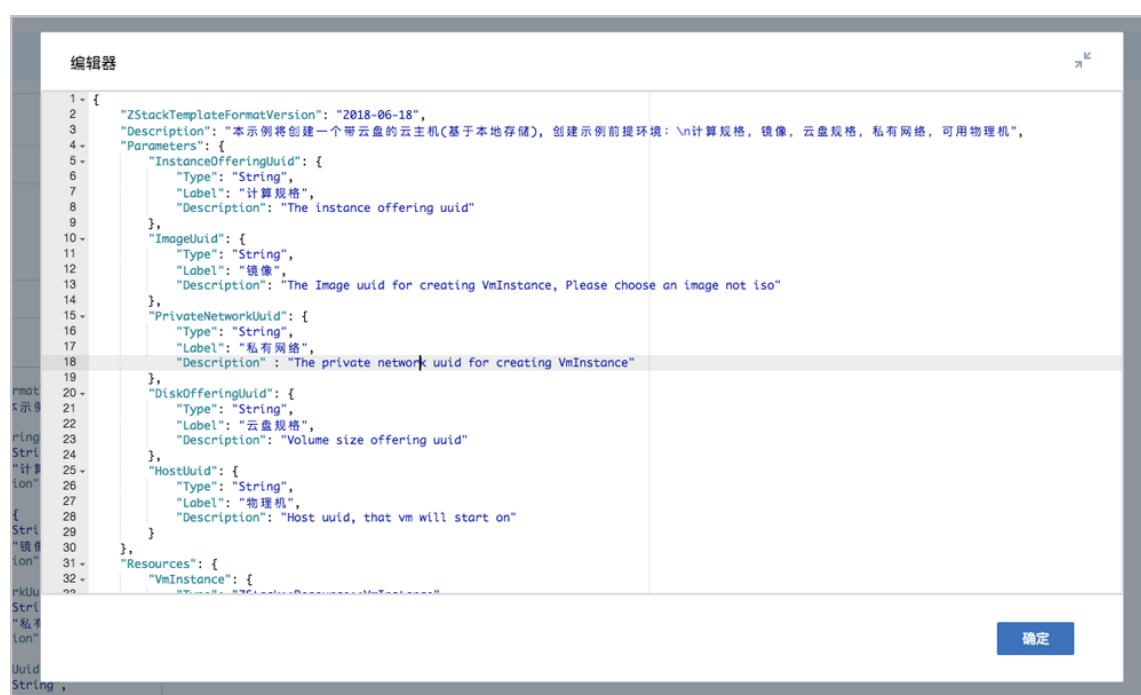 编辑器
1 {
2 "ZStackTemplateFormatVersion": "2018-06-18",
3 "Description": "本示例将创建一个带云盘的云主机(基于本地存储), 创建示例前提环境: \n计算规格, 镜像, 云盘规格, 私有网络, 可用物理机",
4 "Parameters": {
5 "InstanceOfferingUuid": {
6 "Type": "String",
7 "Label": "计算规格",
8 "Description": "The instance offering uuid"
9 },
10 "ImageUuid": {
11 "Type": "String",
12 "Label": "镜像",
13 "Description": "The Image uuid for creating VmInstance, Please choose an image not iso"
14 },
15 "PrivateNetworkUuid": {
16 "Type": "String",
17 "Label": "私有网络",
18 "Description" : "The private network uuid for creating VmInstance"
19 },
20 "DiskOfferingUuid": {
21 "Type": "String",
22 "Label": "云盘规格",
23 "Description": "Volume size offering uuid"
24 },
25 "HostUuid": {
26 "Type": "String",
27 "Label": "物理机",
28 "Description": "Host uuid, that vm will start on"
29 }
30 },
31 "Resources": {
32 "VmInstance": {
确定